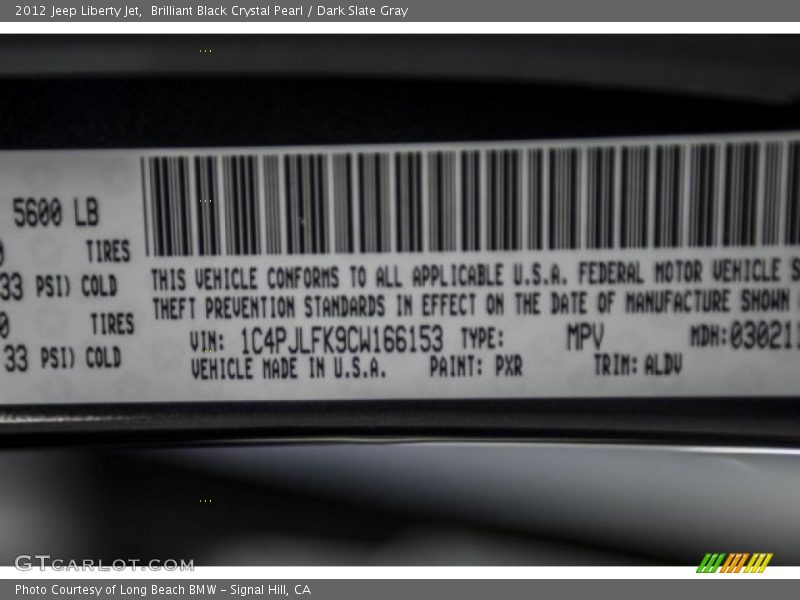 2012 Jeep Liberty Jet,  Brilliant Black Crystal Pearl / Dark Slate Gray
5600 LB
TIRES
33 PSI) COLD
TIRES
33 PSI) COLD
THIS VEHICLE CONFORMS TO ALL APPLICABLE U.S.A. FEDERAL MOTOR VEHICLE S
THEFT PREVENTION STANDARDS IN EFFECT ON THE DATE OF MANUFACTURE SHOWN
VIN: 1C4PJLFK9CW166153 TYPE: MPV MDH:030211
VEHICLE MADE IN U.S.A. PAINT: PXR TRIM: ALDV
GTCARLOT.COM
Photo Courtesy of Long Beach BMW - Signal Hill, CA